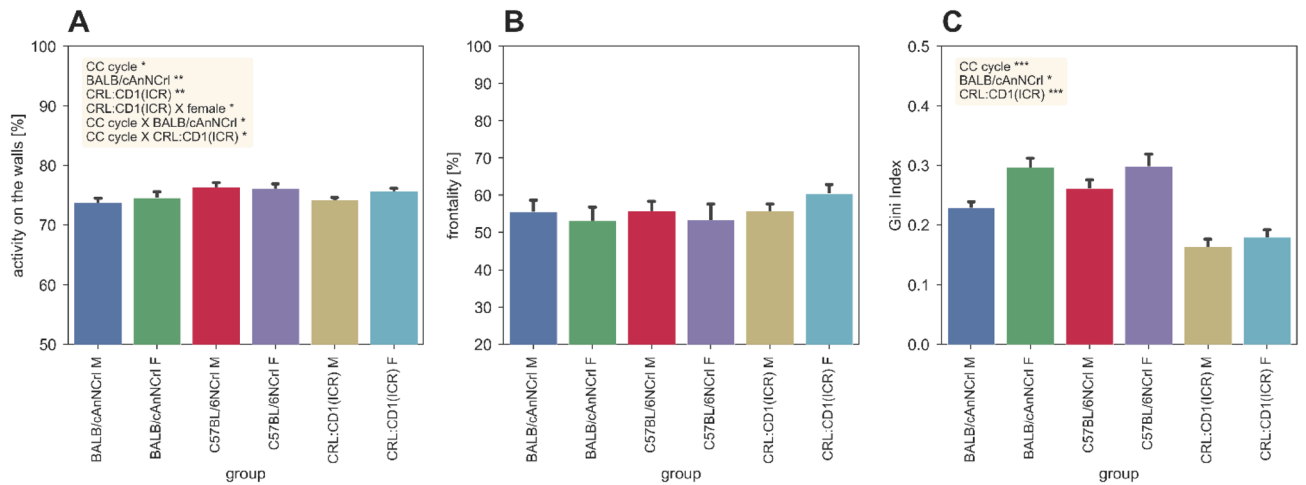 A
activity on the walls [%]
100
90
80
70
60
50
CC cycle *
BALB/cAnNCrl **
CRL:CD1(ICR) **
CRL:CD1(ICR) X female *
CC cycle X BALB/cAnNCrl *
CC cycle X CRL:CD1(ICR) *
BALB/cAnNCrl M
BALB/cAnNCrl F
C57BL/6NCrl M
C57BL/6NCrl F
CRL:CD1(ICR) M
CRL:CD1(ICR) F
group
B
frontality [%]
100
90
80
70
60
50
40
30
20
BALB/cAnNCrl M
BALB/cAnNCrl F
C57BL/6NCrl M
C57BL/6NCrl F
CRL:CD1(ICR) M
CRL:CD1(ICR) F
group
C
Gini Index
0.5
0.4
0.3
0.2
0.1
0.0
CC cycle ***
BALB/cAnNCrl *
CRL:CD1(ICR) ***
BALB/cAnNCrl M
BALB/cAnNCrl F
C57BL/6NCrl M
C57BL/6NCrl F
CRL:CD1(ICR) M
CRL:CD1(ICR) F
group